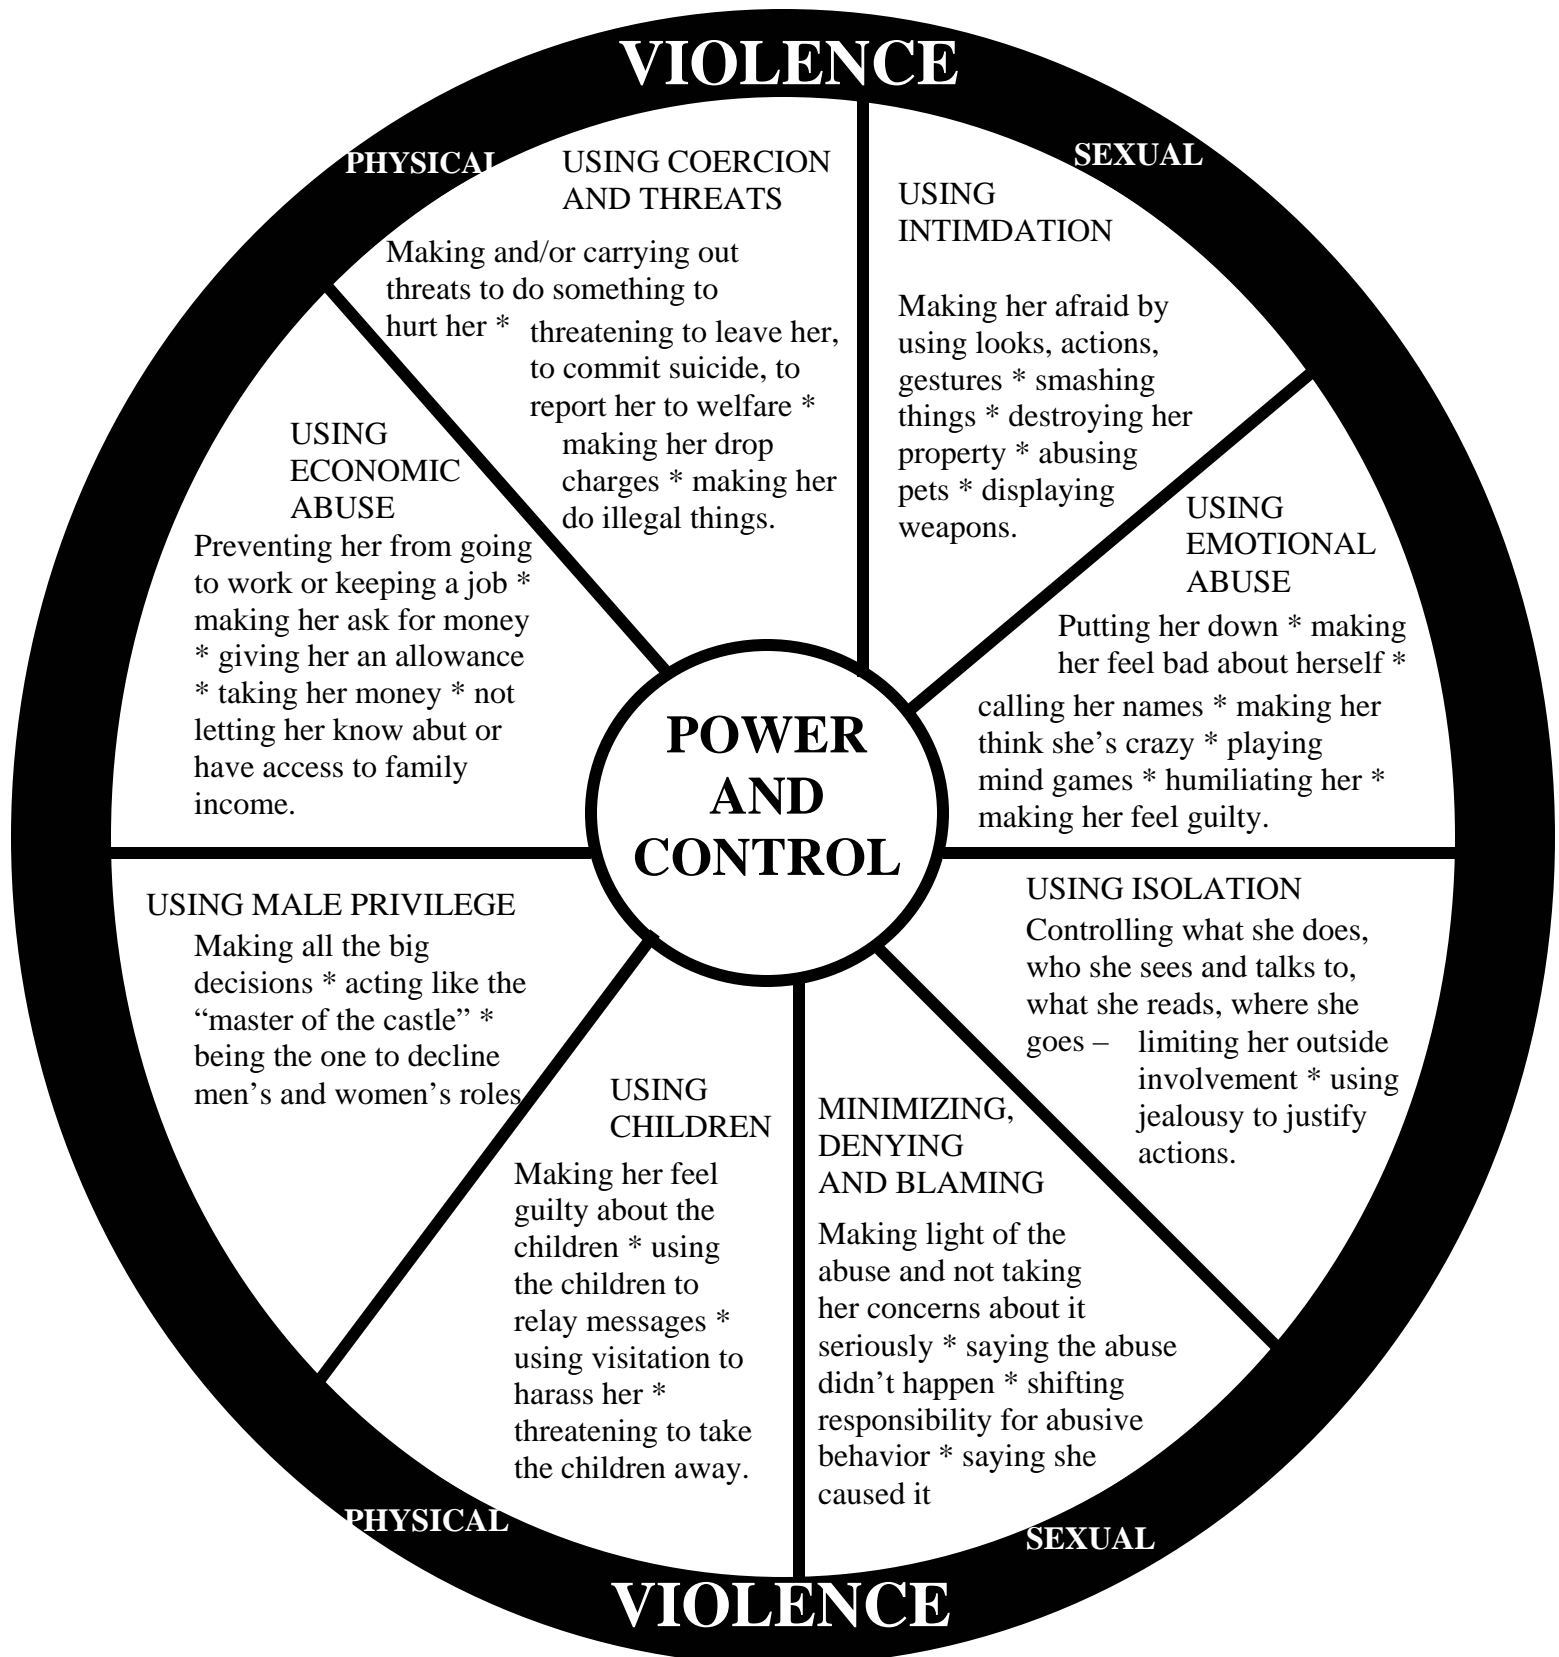 VIOLENCE
PHYSICAL
SEXUAL
USING COERCION
AND THREATS
Making and/or carrying out
threats to do something to
hurt her *
threatening to leave her,
to commit suicide, to
report her to welfare *
making her drop
charges * making her
do illegal things.
USING
INTIMDATION
Making her afraid by
using looks, actions,
gestures * smashing
things * destroying her
property * abusing
pets * displaying
weapons.
USING
ECONOMIC
ABUSE
Preventing her from going
to work or keeping a job *
making her ask for money
* giving her an allowance
* taking her money * not
letting her know abut or
have access to family
income.
USING
EMOTIONAL
ABUSE
Putting her down * making
her feel bad about herself *
calling her names * making her
think she's crazy * playing
mind games * humiliating her *
making her feel guilty.
POWER
AND
CONTROL
USING MALE PRIVILEGE
Making all the big
decisions * acting like the
“master of the castle” *
being the one to decline
men’s and women’s roles
USING ISOLATION
Controlling what she does,
who she sees and talks to,
what she reads, where she
goes –
limiting her outside
involvement * using
jealousy to justify
actions.
USING
CHILDREN
Making her feel
guilty about the
children * using
the children to
relay messages *
using visitation to
harass her *
threatening to take
the children away.
MINIMIZING,
DENYING
AND BLAMING
Making light of the
abuse and not taking
her concerns about it
seriously * saying the abuse
didn’t happen * shifting
responsibility for abusive
behavior * saying she
caused it
PHYSICAL
SEXUAL
VIOLENCE